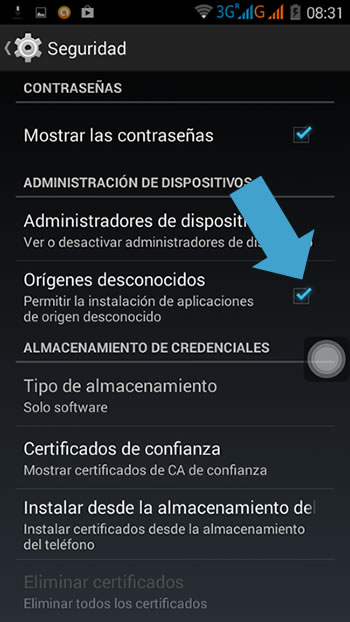 3G R G 08:31
Seguridad
CONTRASEÑAS
Mostrar las contraseñas
ADMINISTRACIÓN DE DISPOSITIVOS
Administradores de dispositi
Ver o desactivar administradores de di o
Orígenes desconocidos
Permitir la instalación de aplicaciones
de origen desconocido
ALMACENAMIENTO DE CREDENCIALES
Tipo de almacenamiento
Solo software
Certificados de confianza
Mostrar certificados de CA de confianza
Instalar desde la almacenamiento del
Instalar certificados desde la almacenamiento
del teléfono
Eliminar certificados
Eliminar todos los certificados